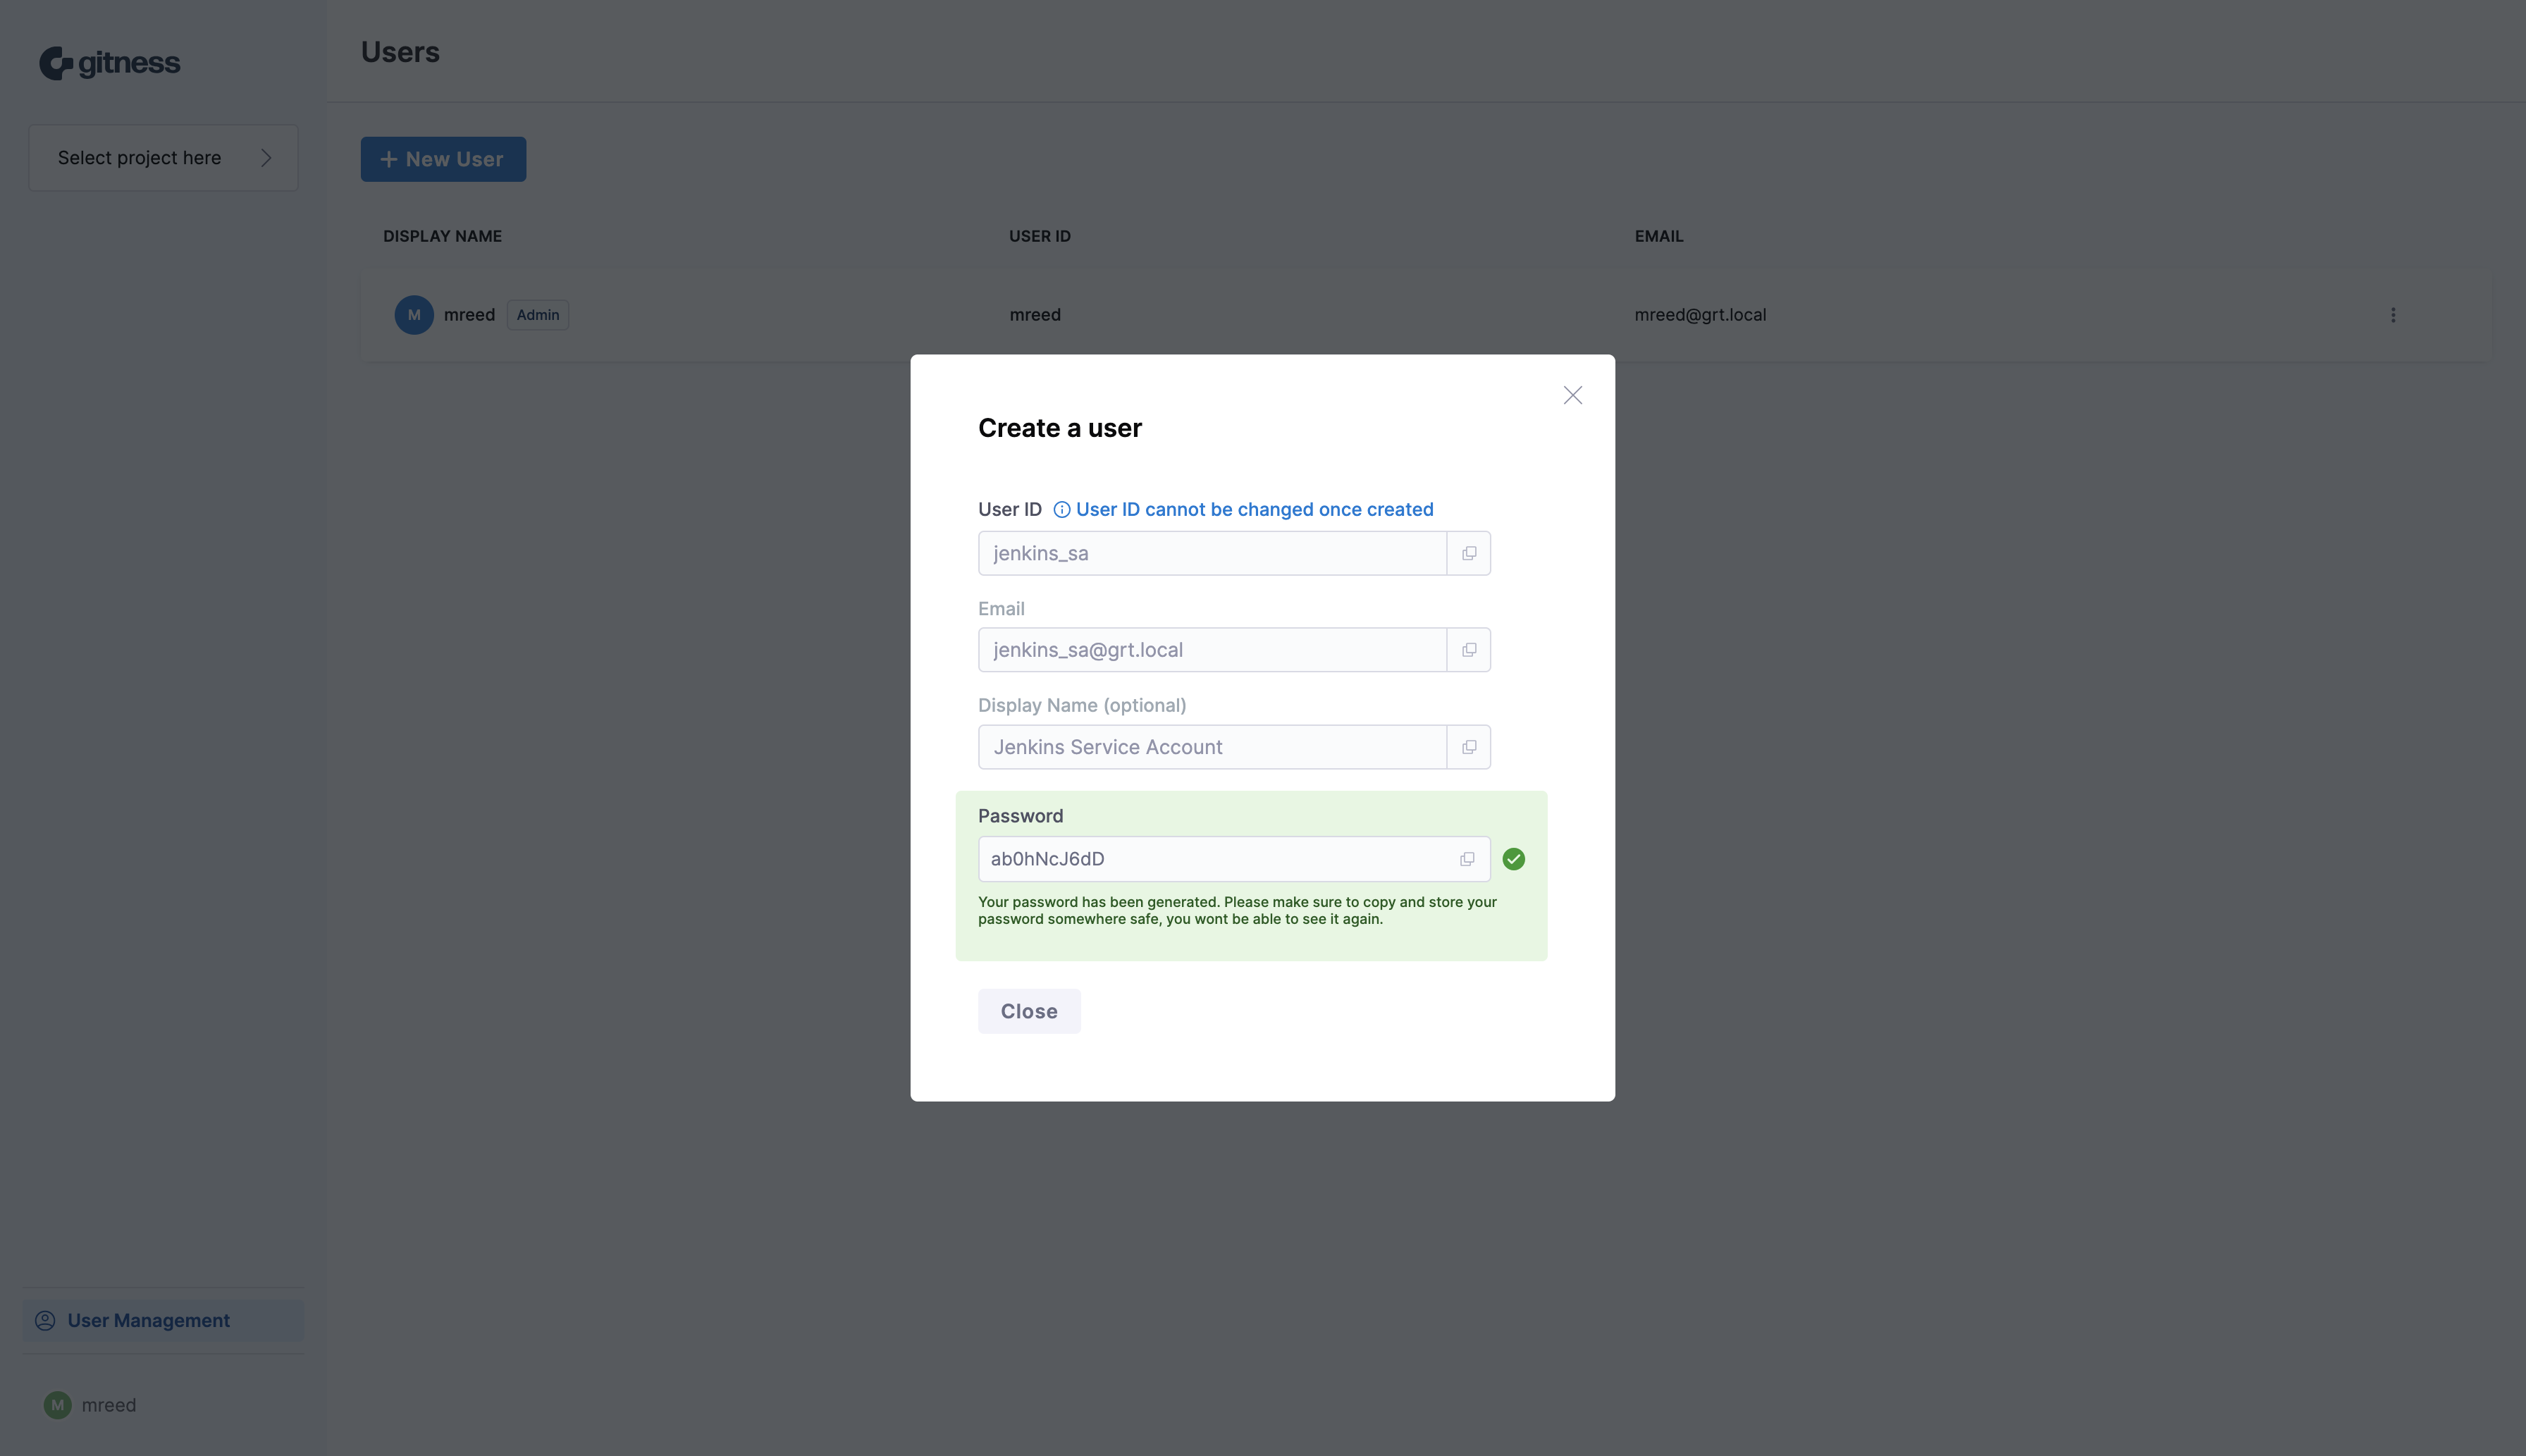 gitness
Select project here
Users
+ New User
DISPLAY NAME USER ID EMAIL
M mreed Admin mreed mreed@grt.local
Create a user
User ID User ID cannot be changed once created
jenkins_sa
Email
jenkins_sa@grt.local
Display Name (optional)
Jenkins Service Account
Password
ab0hNcJ6dD
Your password has been generated. Please make sure to copy and store your
password somewhere safe, you wont be able to see it again.
Close
User Management
M mreed